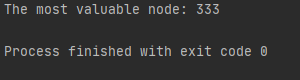 The most valuable node: 333
Process finished with exit code 0